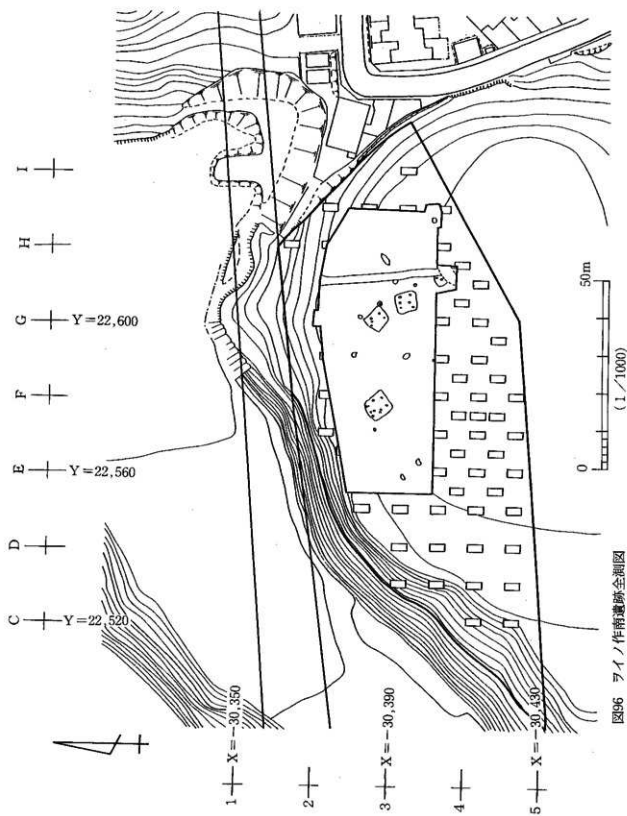 I
H
G
Y=22,600
F
E
Y=22,560
D
C
Y=22,520
1
X=-30,350
2
3
X=-30,390
4
5
X=-30,430
0
50m
(1/1000)
図96 ヲイノ作南遺跡全測図